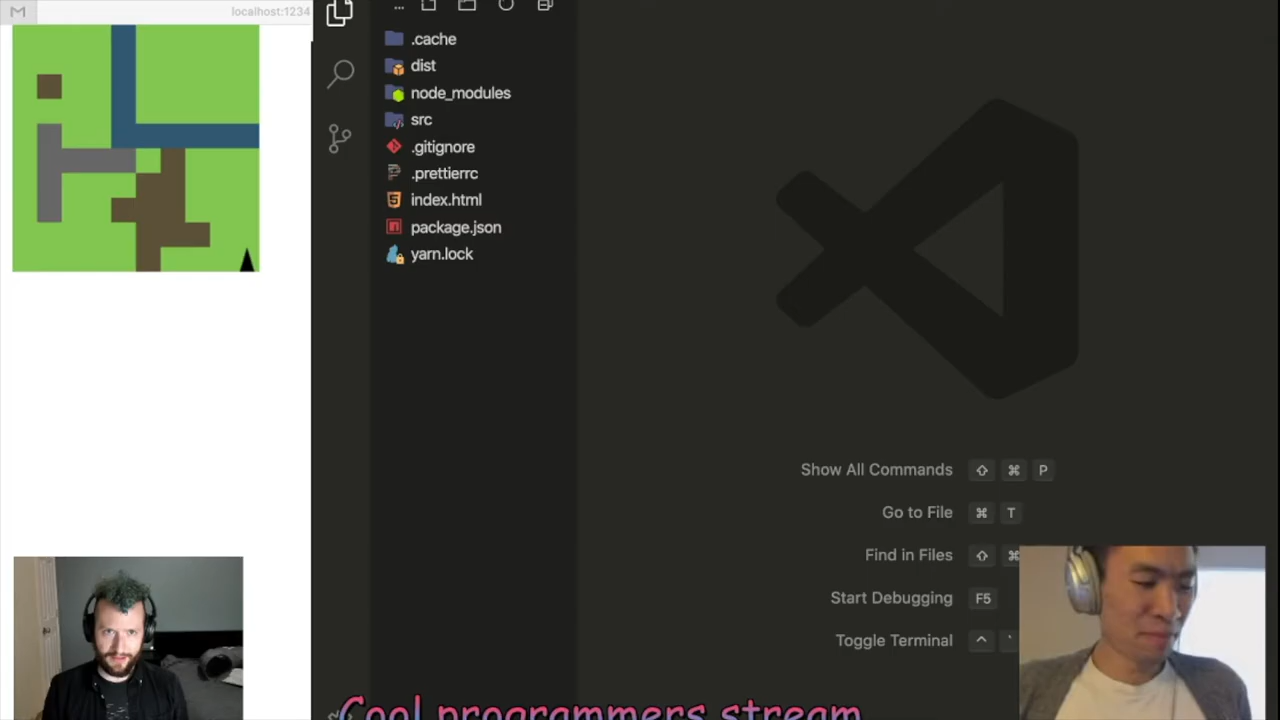 localhost:1234
...
.cache
dist
node_modules
src
.gitignore
.prettierrc
index.html
package.json
yarn.lock
Show All Commands ⇧ ⌘ P
Go to File ⌘ T
Find in Files ⇧ ⌘
Start Debugging F5
Toggle Terminal ^ `
Cool programmers stream